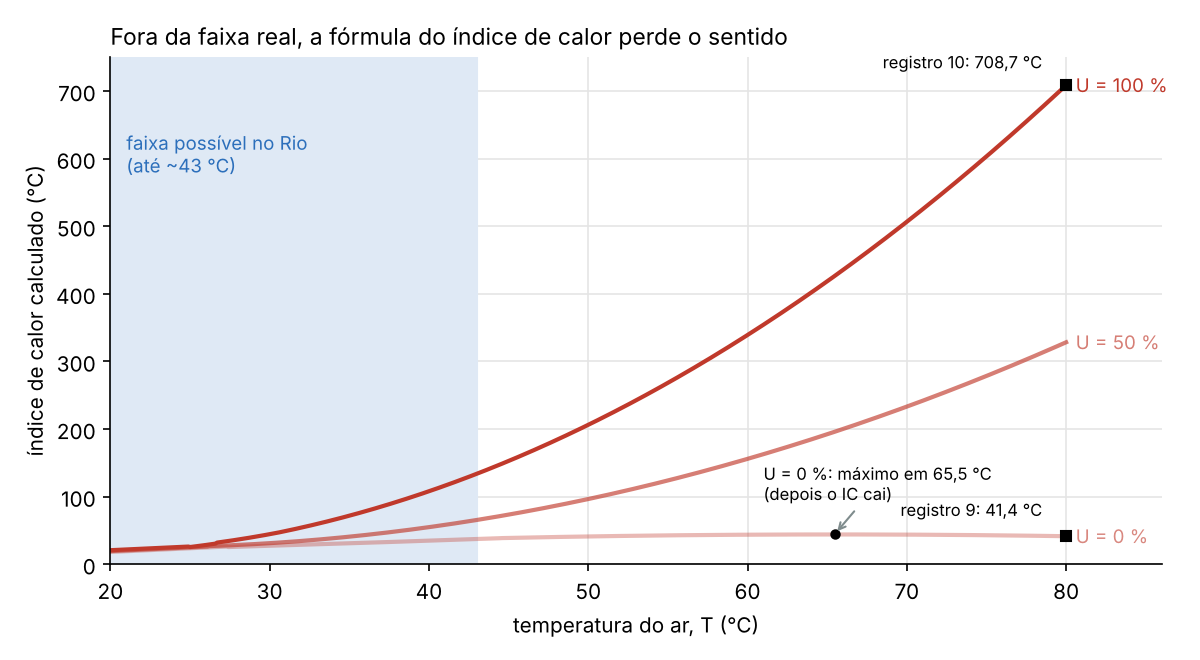 Fora da faixa real, a fórmula do índice de calor perde o sentido
registro 10: 708,7 °C
U = 100 %
faixa possível no Rio
(até ~43 °C)
U = 50 %
U = 0 %: máximo em 65,5 °C
(depois o IC cai)
registro 9: 41,4 °C
U = 0 %
índice de calor calculado (°C)
700
600
500
400
300
200
100
0
20
30
40
50
60
70
80
temperatura do ar, T (°C)